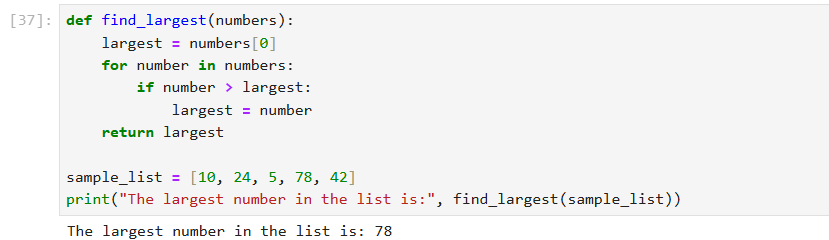 [37]: def find_largest(numbers):
    largest = numbers[0]
    for number in numbers:
        if number > largest:
            largest = number
    return largest

sample_list = [10, 24, 5, 78, 42]
print("The largest number in the list is:", find_largest(sample_list))
The largest number in the list is: 78